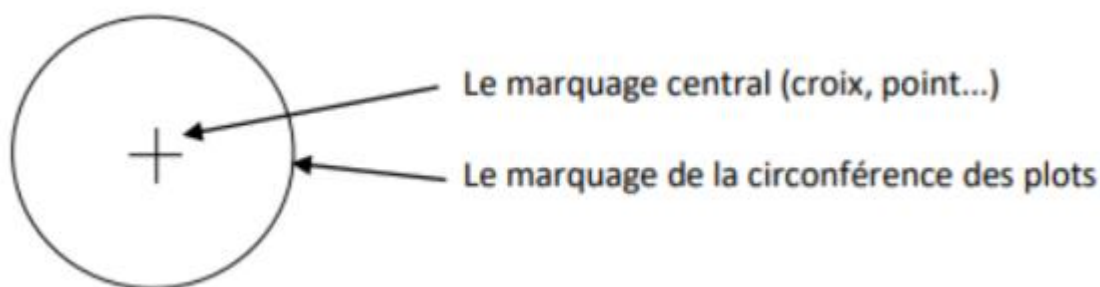 Le marquage central (croix, point...)
Le marquage de la circonférence des plots